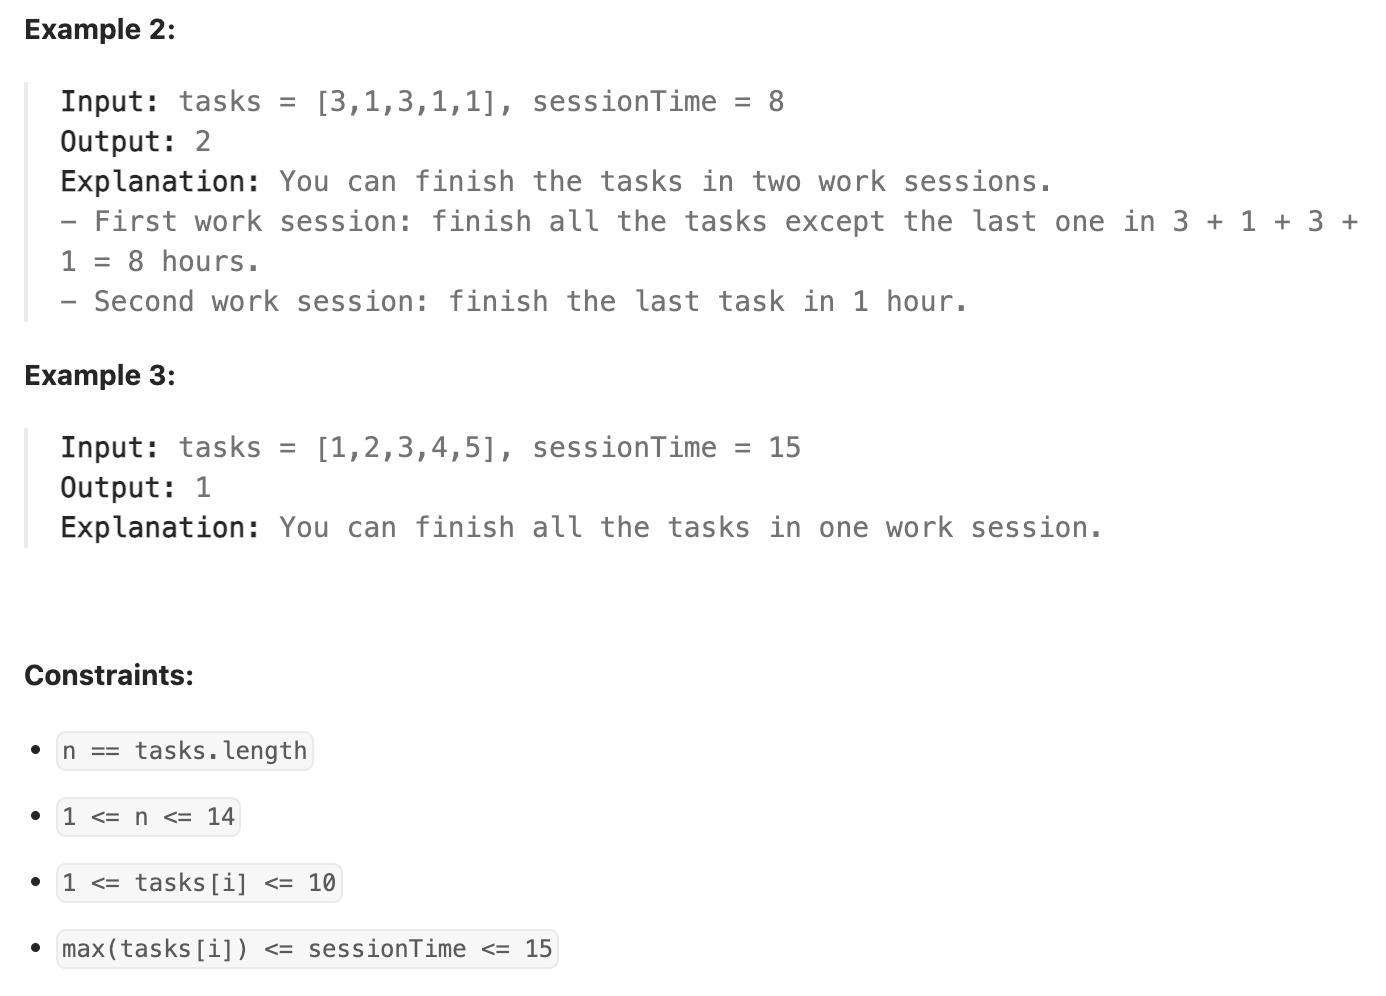 Example 2:
Input: tasks = [3,1,3,1,1], sessionTime = 8
Output: 2
Explanation: You can finish the tasks in two work sessions.
– First work session: finish all the tasks except the last one in 3 + 1 + 3 +
1 = 8 hours.
– Second work session: finish the last task in 1 hour.
Example 3:
Input: tasks = [1,2,3,4,5], sessionTime = 15
Output: 1
Explanation: You can finish all the tasks in one work session.
Constraints:
• n == tasks.length
• 1 <= n <= 14
• 1 <= tasks[i] <= 10
• max(tasks[i]) <= sessionTime <= 15